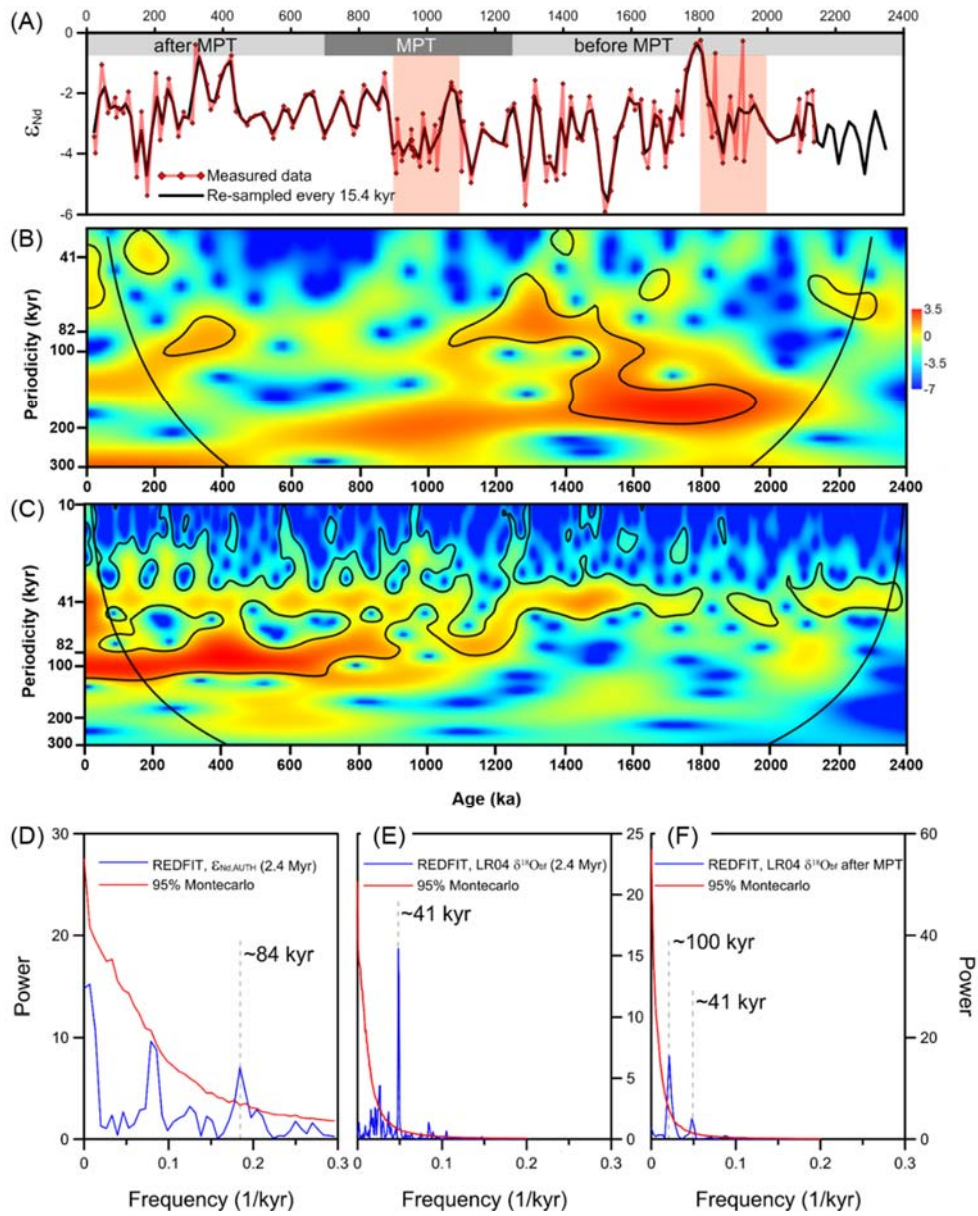 (A)
0 200 400 600 800 1000 1200 1400 1600 1800 2000 2200 2400
after MPT MPT before MPT
0
-2
-4
-6
εNd
Measured data
Re-sampled every 15.4 kyr
(B)
41
82
100
200
300
Periodicity (kyr)
3.5
0
-3.5
-7
0 200 400 600 800 1000 1200 1400 1600 1800 2000 2200 2400
(C)
10
41
82
100
200
300
Periodicity (kyr)
0 200 400 600 800 1000 1200 1400 1600 1800 2000 2200 2400
Age (ka)
(D)
30
20
10
0
Power
REDFIT, εNd,AUTH (2.4 Myr)
95% Montecarlo
~84 kyr
0 0.1 0.2 0.3
Frequency (1/kyr)
(E)
25
20
15
10
5
0
REDFIT, LR04 δ18Obf (2.4 Myr)
95% Montecarlo
~41 kyr
0.1 0.2 0.3
Frequency (1/kyr)
(F)
60
40
20
0
Power
REDFIT, LR04 δ18Obf after MPT
95% Montecarlo
~100 kyr
~41 kyr
0 0.1 0.2 0.3
Frequency (1/kyr)